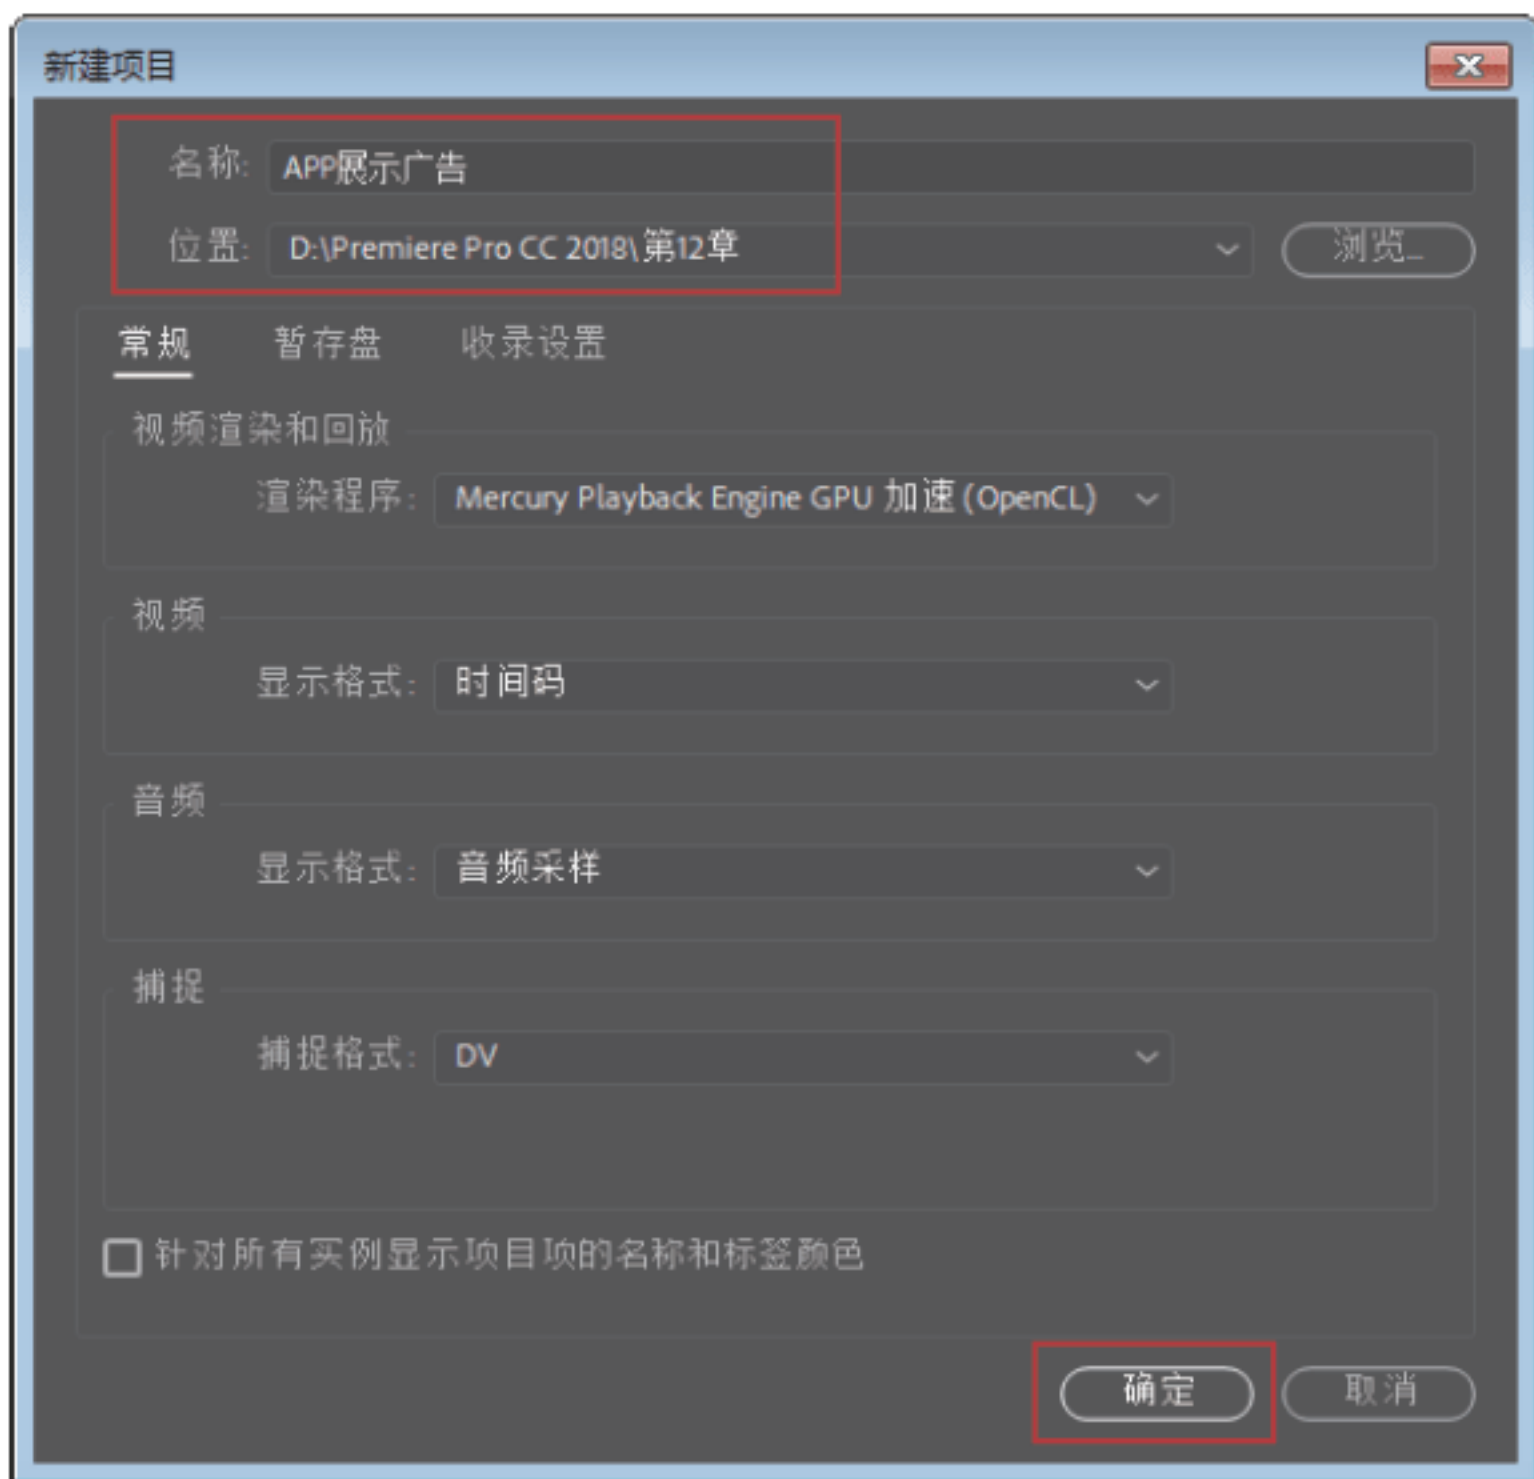 新建项目
名称: APP展示广告
位置: D:\Premiere Pro CC 2018\第12章 浏览...
常规 暂存盘 收录设置
视频渲染和回放
渲染程序: Mercury Playback Engine GPU 加速 (OpenCL)
视频
显示格式: 时间码
音频
显示格式: 音频采样
捕捉
捕捉格式: DV
针对所有实例显示项目项的名称和标签颜色
确定 取消